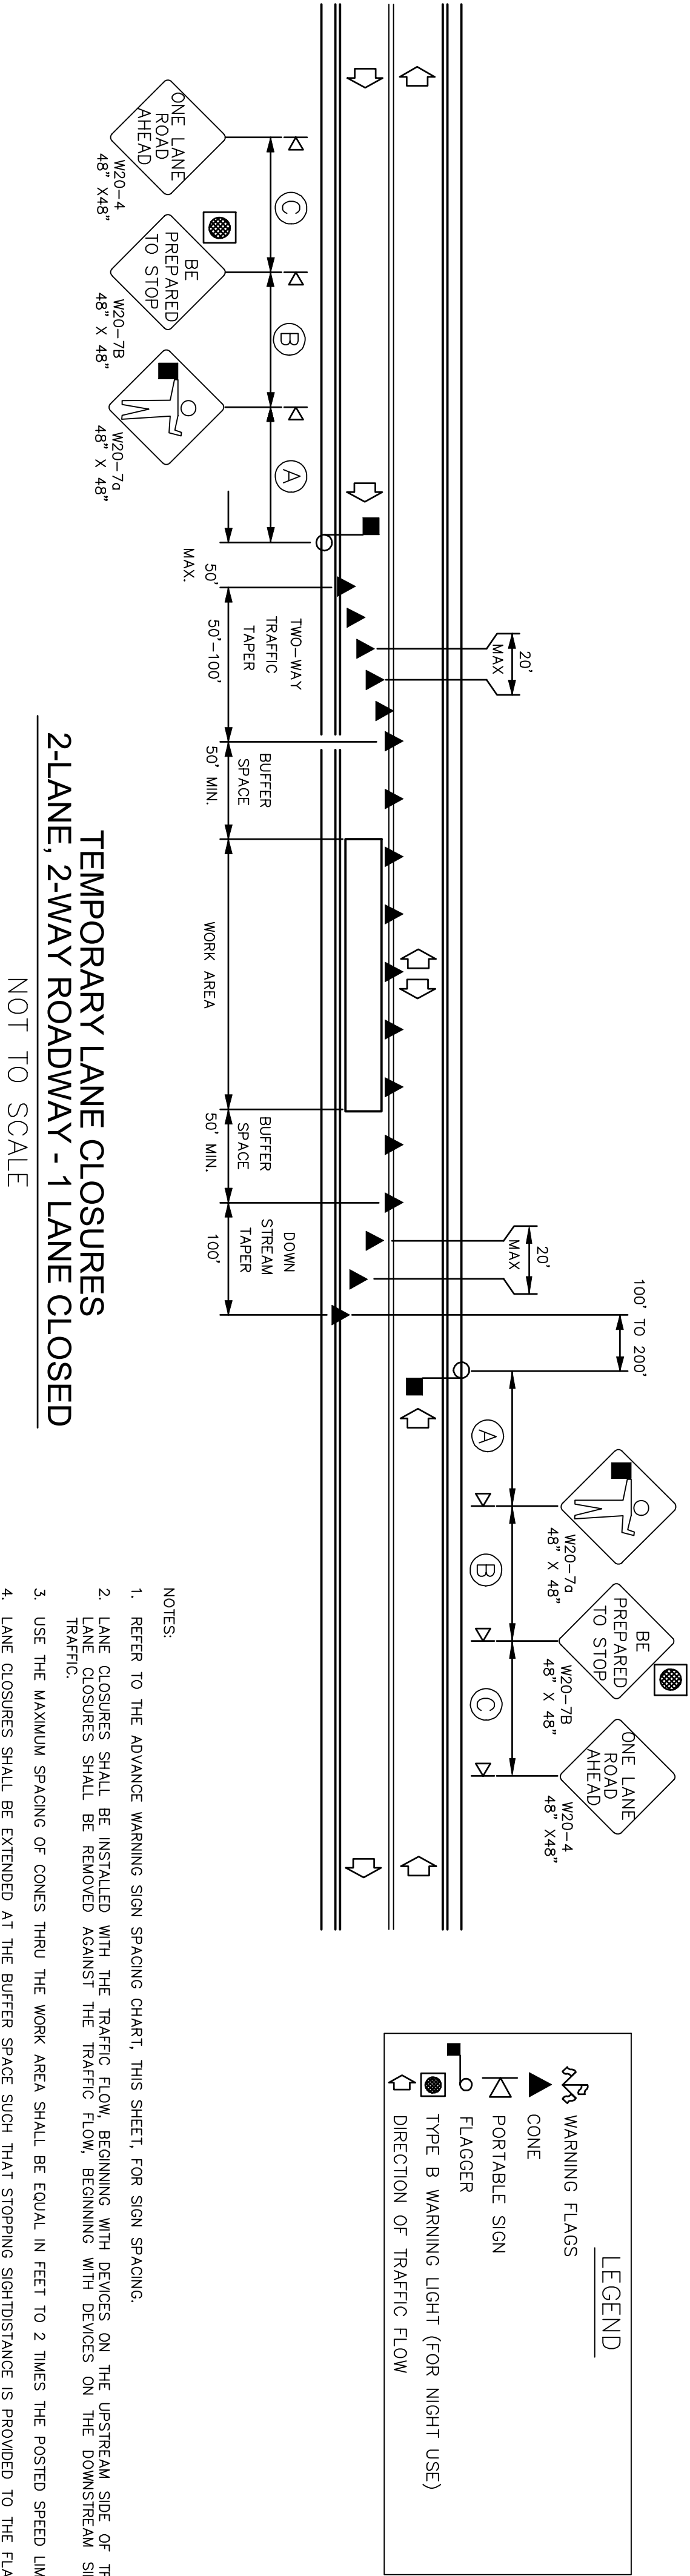 ONE LANE
ROAD
AHEAD
W20-4
48" X48"
C
BE
PREPARED
TO STOP
W20-7B
48" X 48"
B
W20-7a
48" X 48"
A
50'
MAX.
TWO-WAY
TRAFFIC
TAPER
50'-100'
20'
MAX
BUFFER
SPACE
50' MIN.
WORK AREA
BUFFER
SPACE
50' MIN.
DOWN
STREAM
TAPER
100'
20'
MAX
100' TO 200'
A
W20-7a
48" X 48"
B
BE
PREPARED
TO STOP
W20-7B
48" X 48"
C
ONE LANE
ROAD
AHEAD
W20-4
48" X48"
TEMPORARY LANE CLOSURES
2-LANE, 2-WAY ROADWAY - 1 LANE CLOSED
NOT TO SCALE
LEGEND
WARNING FLAGS
CONE
PORTABLE SIGN
FLAGGER
TYPE B WARNING LIGHT (FOR NIGHT USE)
DIRECTION OF TRAFFIC FLOW
NOTES:
1. REFER TO THE ADVANCE WARNING SIGN SPACING CHART, THIS SHEET, FOR SIGN SPACING.
2. LANE CLOSURES SHALL BE INSTALLED WITH THE TRAFFIC FLOW, BEGINNING WITH DEVICES ON THE UPSTREAM SIDE OF
LANE CLOSURES SHALL BE REMOVED AGAINST THE TRAFFIC FLOW, BEGINNING WITH DEVICES ON THE DOWNSTREAM
TRAFFIC.
3. USE THE MAXIMUM SPACING OF CONES THRU THE WORK AREA SHALL BE EQUAL IN FEET TO 2 TIMES THE POSTED SPEED
4. LANE CLOSURES SHALL BE EXTENDED AT THE BUFFER SPACE SUCH THAT STOPPING SIGHTDISTANCE IS PROVIDED TO THE